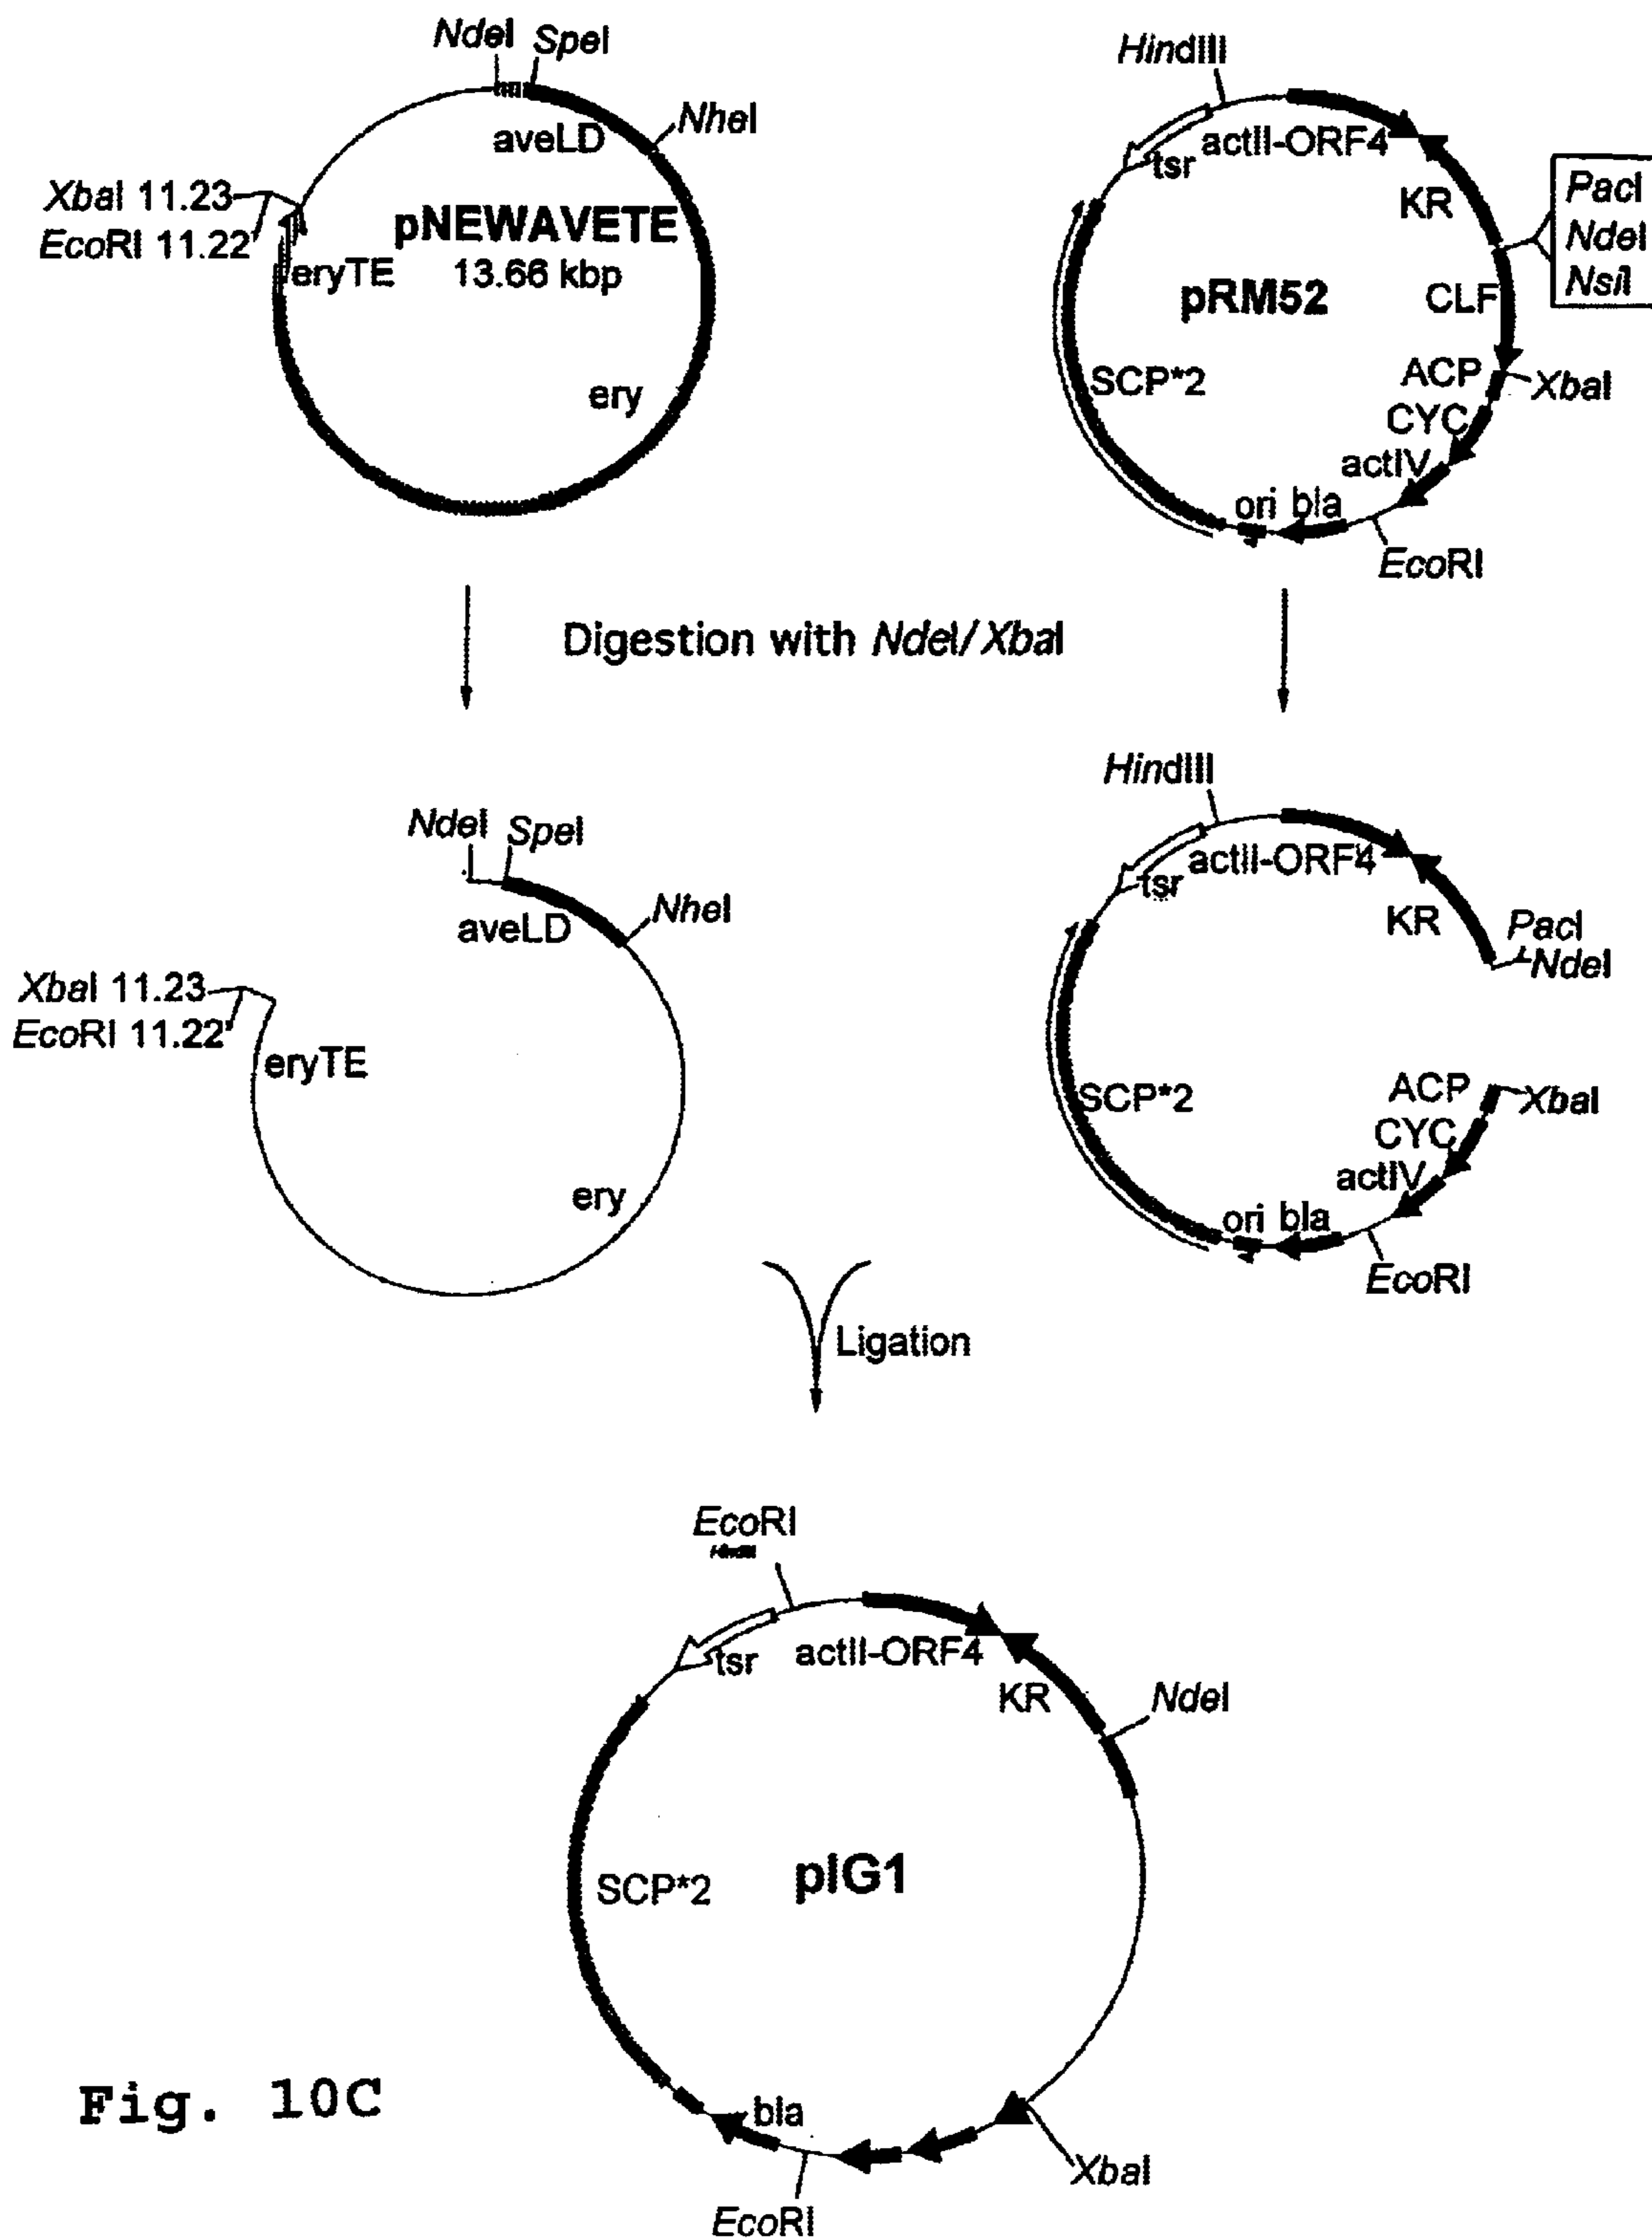 NdeI SpeI
NheI
aveLD
XbaI 11.23
EcoRI 11.22
eryTE
pNEWAVETE
13.66 kbp
ery
HindIII
tsr
actII-ORF4
KR
PacI
NdeI
NsiI
pRM52
CLF
SCP*2
ACP
XbaI
CYC
actIV
ori bla
EcoRI
Digestion with NdeI/XbaI
NdeI SpeI
NheI
aveLD
XbaI 11.23
EcoRI 11.22
eryTE
ery
HindIII
tsr
actII-ORF4
KR
PacI
NdeI
SCP*2
ACP
XbaI
CYC
actIV
ori bla
EcoRI
Ligation
EcoRI
tsr
actII-ORF4
KR
NdeI
SCP*2
pIG1
bla
XbaI
EcoRI
Fig. 10C